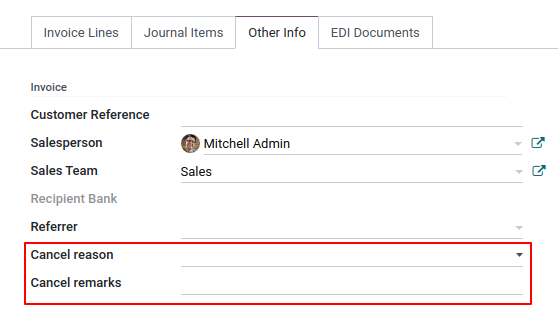 Invoice Lines Journal Items Other Info EDI Documents
Invoice
Customer Reference
Salesperson Mitchell Admin
Sales Team Sales
Recipient Bank
Referrer
Cancel reason
Cancel remarks